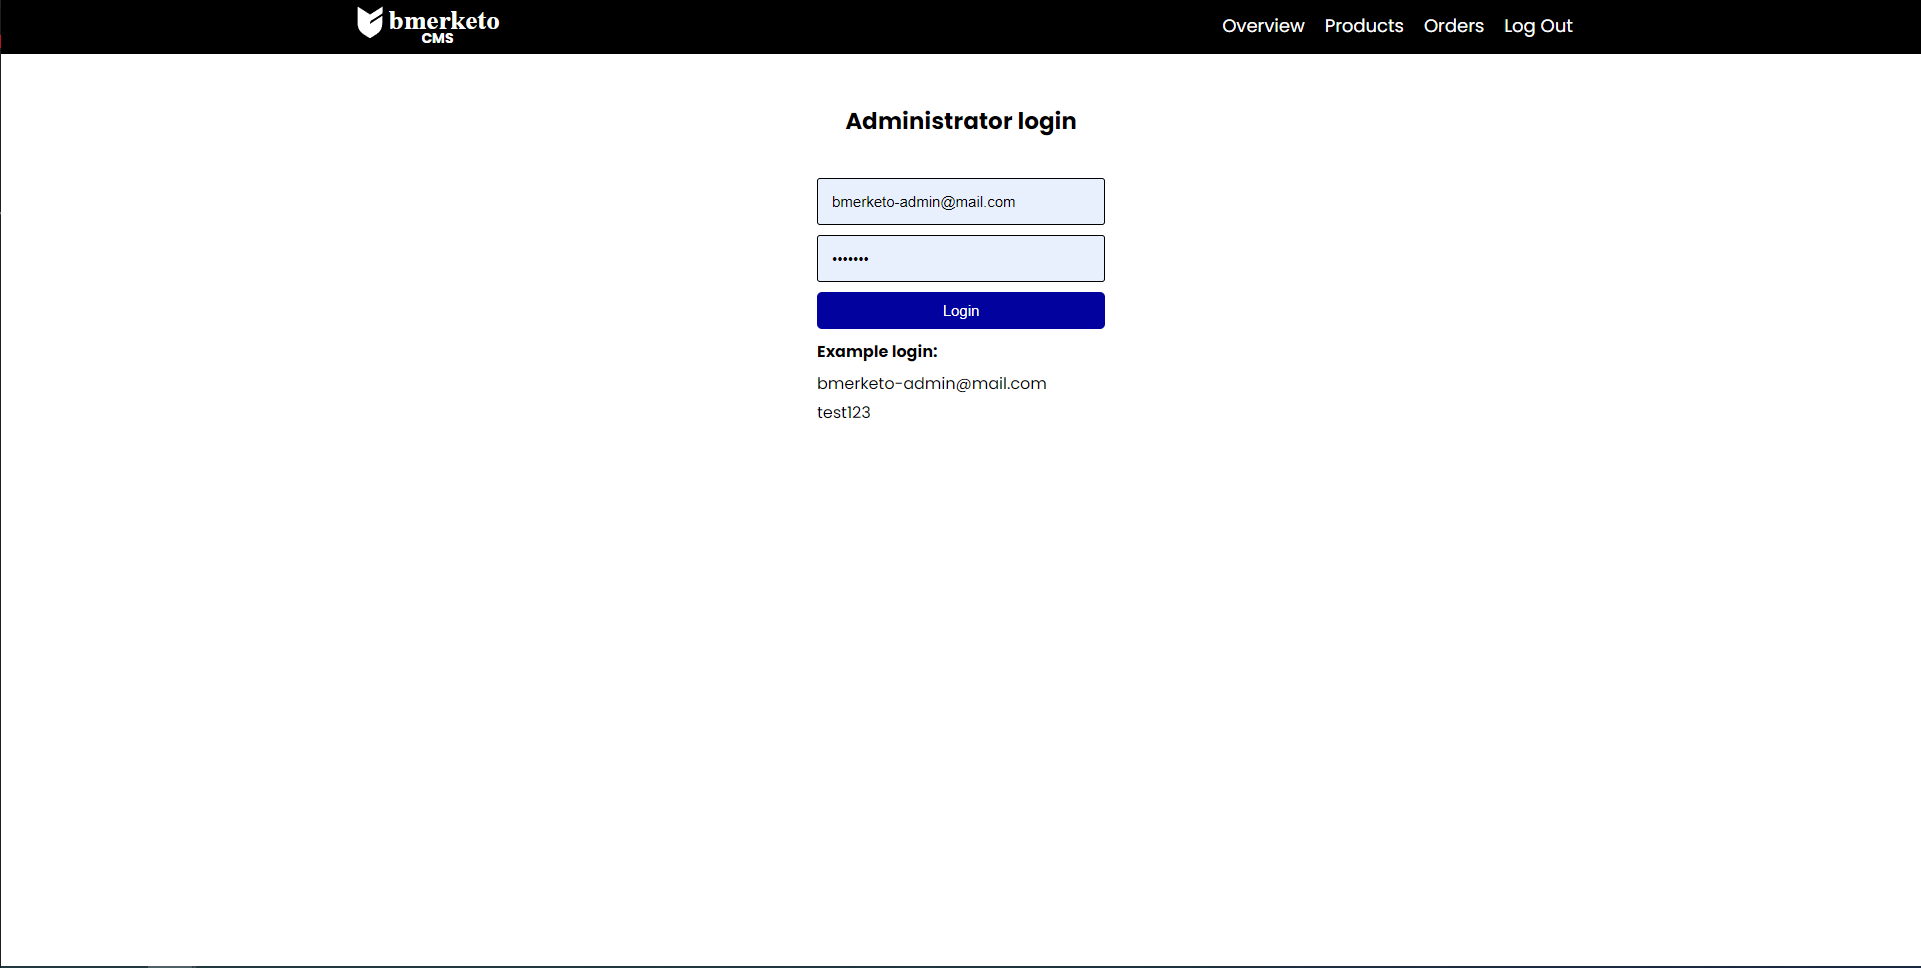 bmerketo
CMS
Overview Products Orders Log Out
Administrator login
bmerketo-admin@mail.com
•••••••
Login
Example login:
bmerketo-admin@mail.com
test123